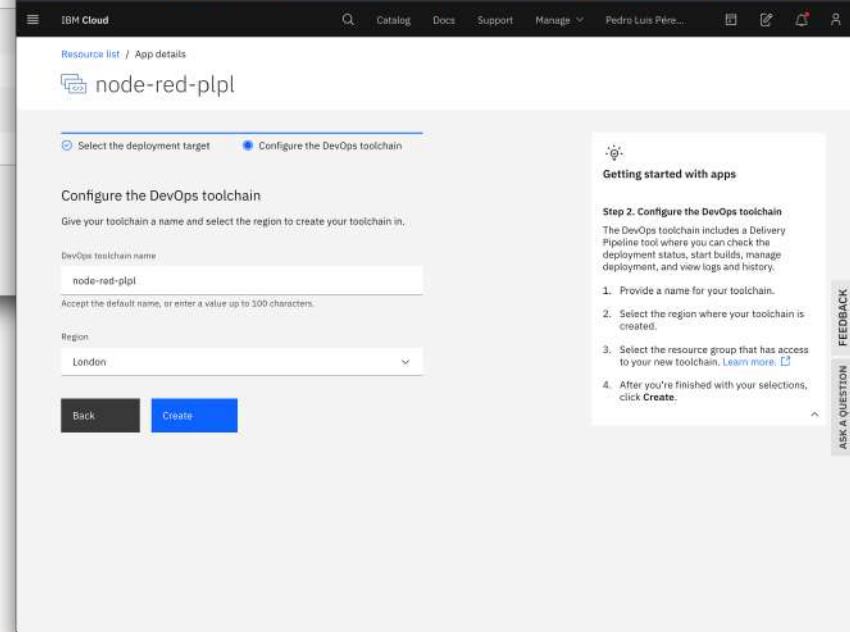 IBM Cloud
Catalog
Docs
Support
Manage
Pedro Luis Pére...
Resource list / App details
node-red-plpl
Select the deployment target
Configure the DevOps toolchain
Configure the DevOps toolchain
Give your toolchain a name and select the region to create your toolchain in.
DevOps toolchain name
node-red-plpl
Accept the default name, or enter a value up to 100 characters.
Region
London
Back
Create
Getting started with apps
Step 2. Configure the DevOps toolchain
The DevOps toolchain includes a Delivery
Pipeline tool where you can check the
deployment status, start builds, manage
deployment, and view logs and history.
1. Provide a name for your toolchain.
2. Select the region where your toolchain is
created.
3. Select the resource group that has access
to your new toolchain. Learn more.
4. After you're finished with your selections,
click Create.
FEEDBACK
ASK A QUESTION